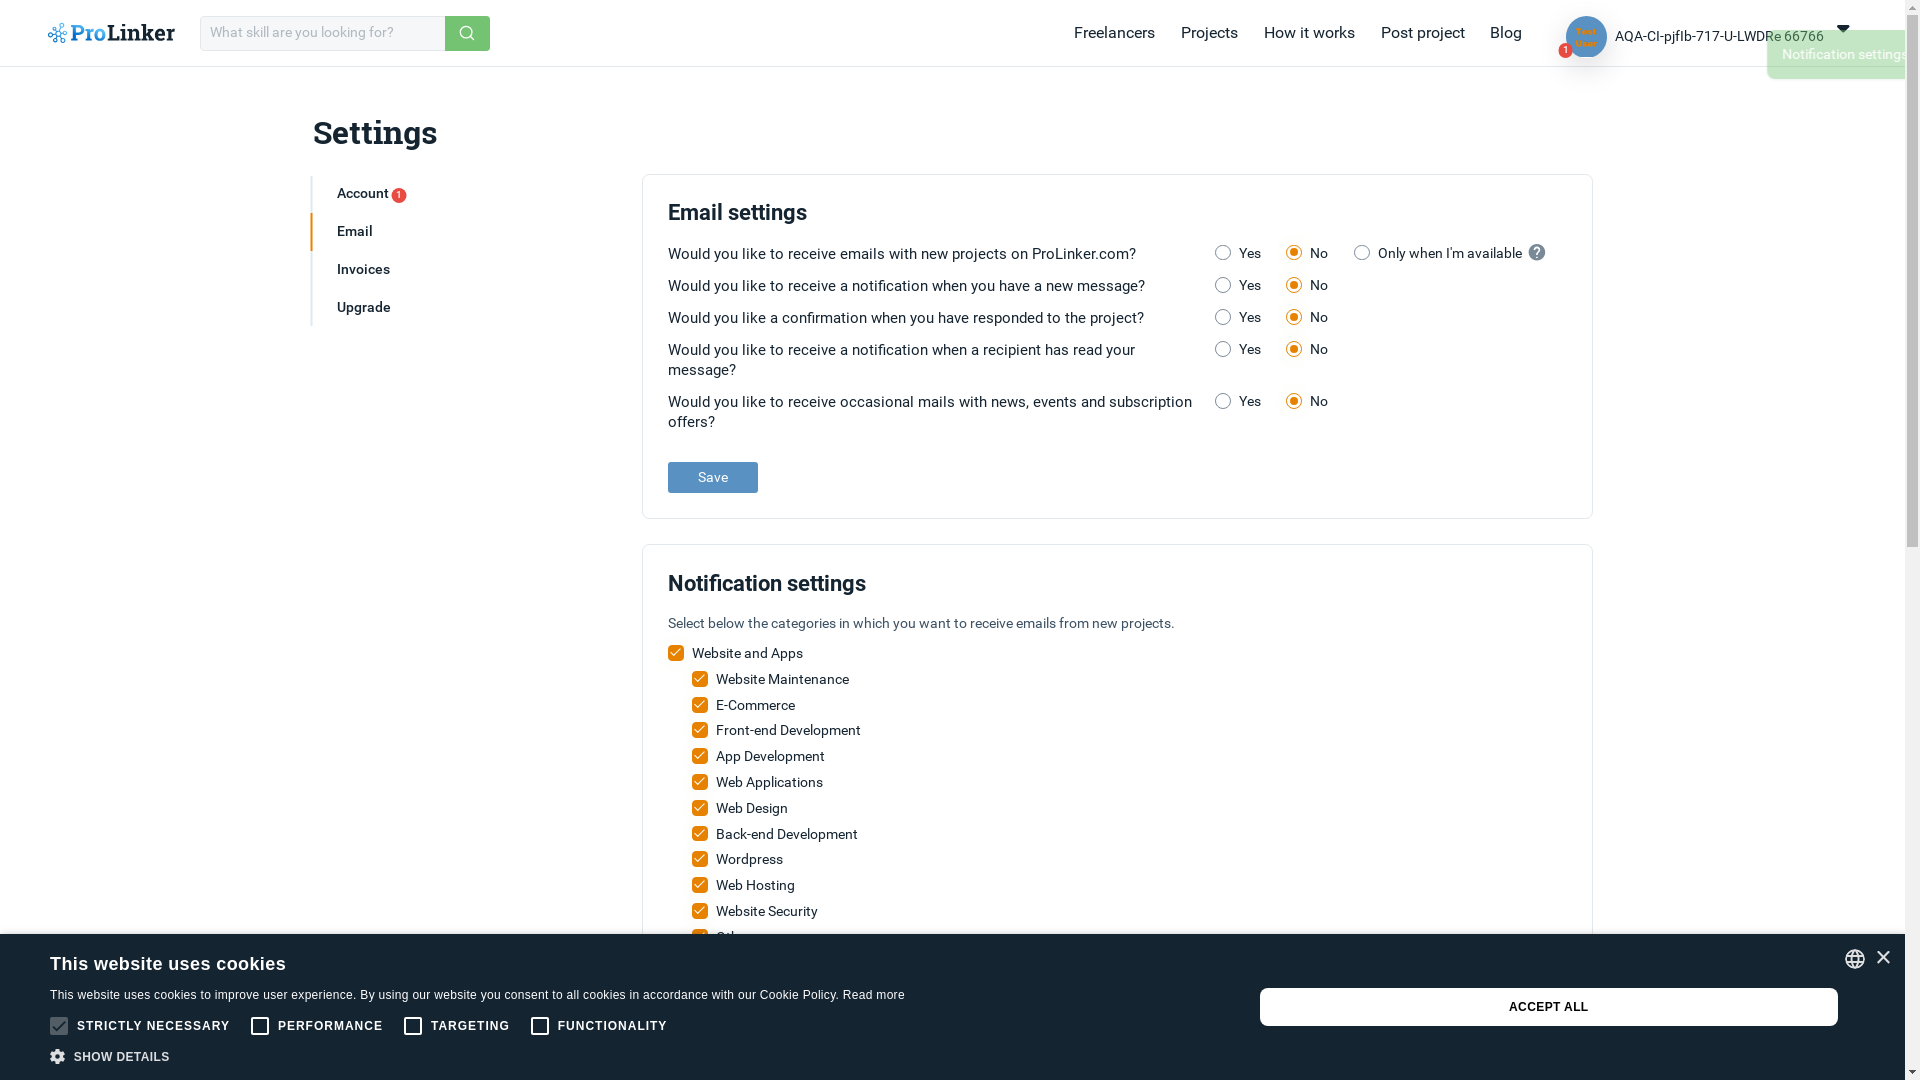 ProLinker
What skill are you looking for?
Freelancers
Projects
How it works
Post project
Blog
Test User
1
AQA-CI-pjfIb-717-U-LWDRe 66766
Notification settings
Settings
Account 1
Email
Invoices
Upgrade
Email settings
Would you like to receive emails with new projects on ProLinker.com?
Yes No Only when I'm available ?
Would you like to receive a notification when you have a new message?
Yes No
Would you like a confirmation when you have responded to the project?
Yes No
Would you like to receive a notification when a recipient has read your
message?
Yes No
Would you like to receive occasional mails with news, events and subscription
offers?
Yes No
Save
Notification settings
Select below the categories in which you want to receive emails from new projects.
Website and Apps
Website Maintenance
E-Commerce
Front-end Development
App Development
Web Applications
Web Design
Back-end Development
Wordpress
Web Hosting
Website Security
This website uses cookies
This website uses cookies to improve user experience. By using our website you consent to all cookies in accordance with our Cookie Policy. Read more
STRICTLY NECESSARY PERFORMANCE TARGETING FUNCTIONALITY
SHOW DETAILS
ACCEPT ALL